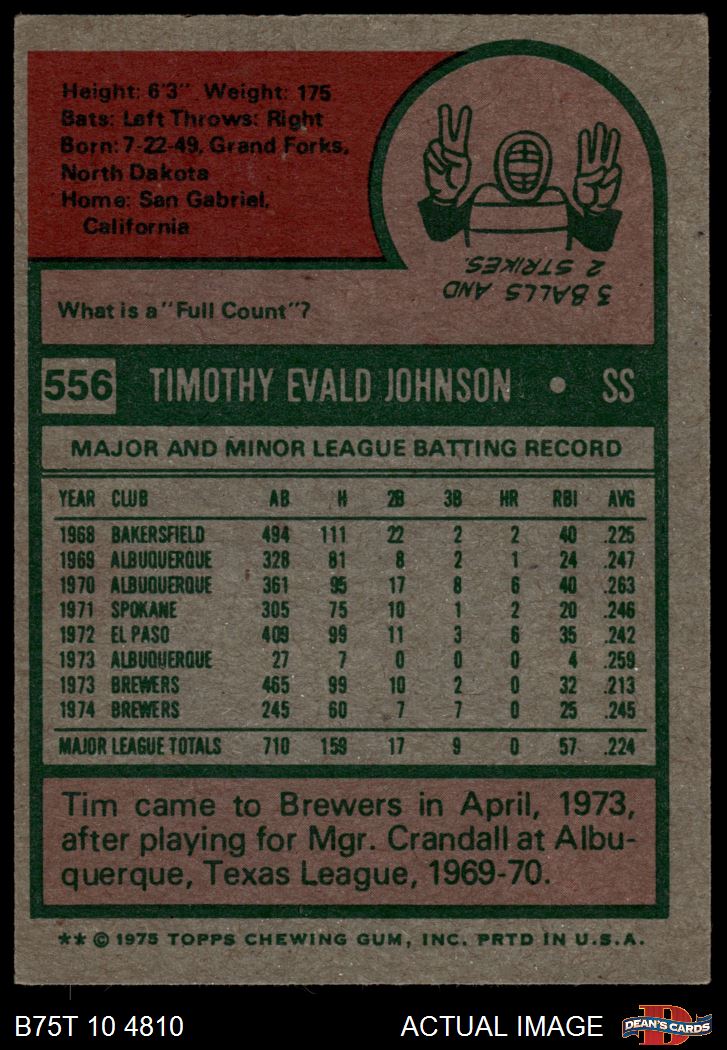 Height: 6'3" Weight: 175
Bats: Left Throws: Right
Born: 7-22-49, Grand Forks,
North Dakota
Home: San Gabriel,
California
3 BALLS AND
2 STRIKES.
What is a "Full Count"?
556 TIMOTHY EVALD JOHNSON • SS
MAJOR AND MINOR LEAGUE BATTING RECORD
YEAR CLUB AB H 2B 3B HR RBI AVG
1968 BAKERSFIELD 494 111 22 2 2 40 .225
1969 ALBUQUERQUE 328 81 8 2 1 24 .247
1970 ALBUQUERQUE 361 95 17 8 6 40 .263
1971 SPOKANE 305 75 10 1 2 20 .246
1972 EL PASO 409 99 11 3 6 35 .242
1973 ALBUQUERQUE 27 7 0 0 0 4 .259
1973 BREWERS 465 99 10 2 0 32 .213
1974 BREWERS 245 60 7 7 0 25 .245
MAJOR LEAGUE TOTALS 710 159 17 9 0 57 .224
Tim came to Brewers in April, 1973,
after playing for Mgr. Crandall at Albu-
querque, Texas League, 1969-70.
** © 1975 TOPPS CHEWING GUM, INC. PRTD IN U.S.A.
B75T 10 4810 ACTUAL IMAGE
D
DEAN'S CARDS